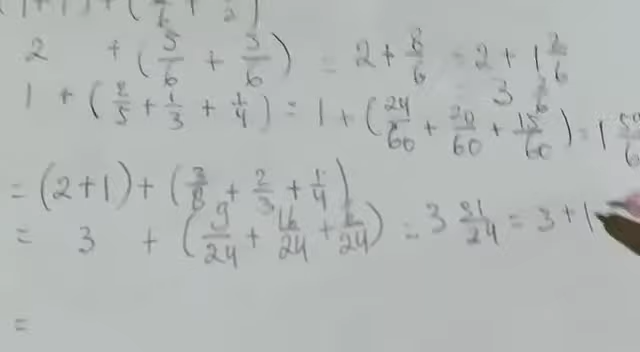 2 + (5/6 + 3/6) = 2 + 8/6 = 2 + 1 2/6
3
1 + (2/5 + 1/3 + 1/4) = 1 + (24/60 + 20/60 + 15/60) = 1
= (2+1) + (3/8 + 2/3 + 1/4)
= 3 + (9/24 + 16/24 + 6/24) = 3 31/24 = 3 + 1
=